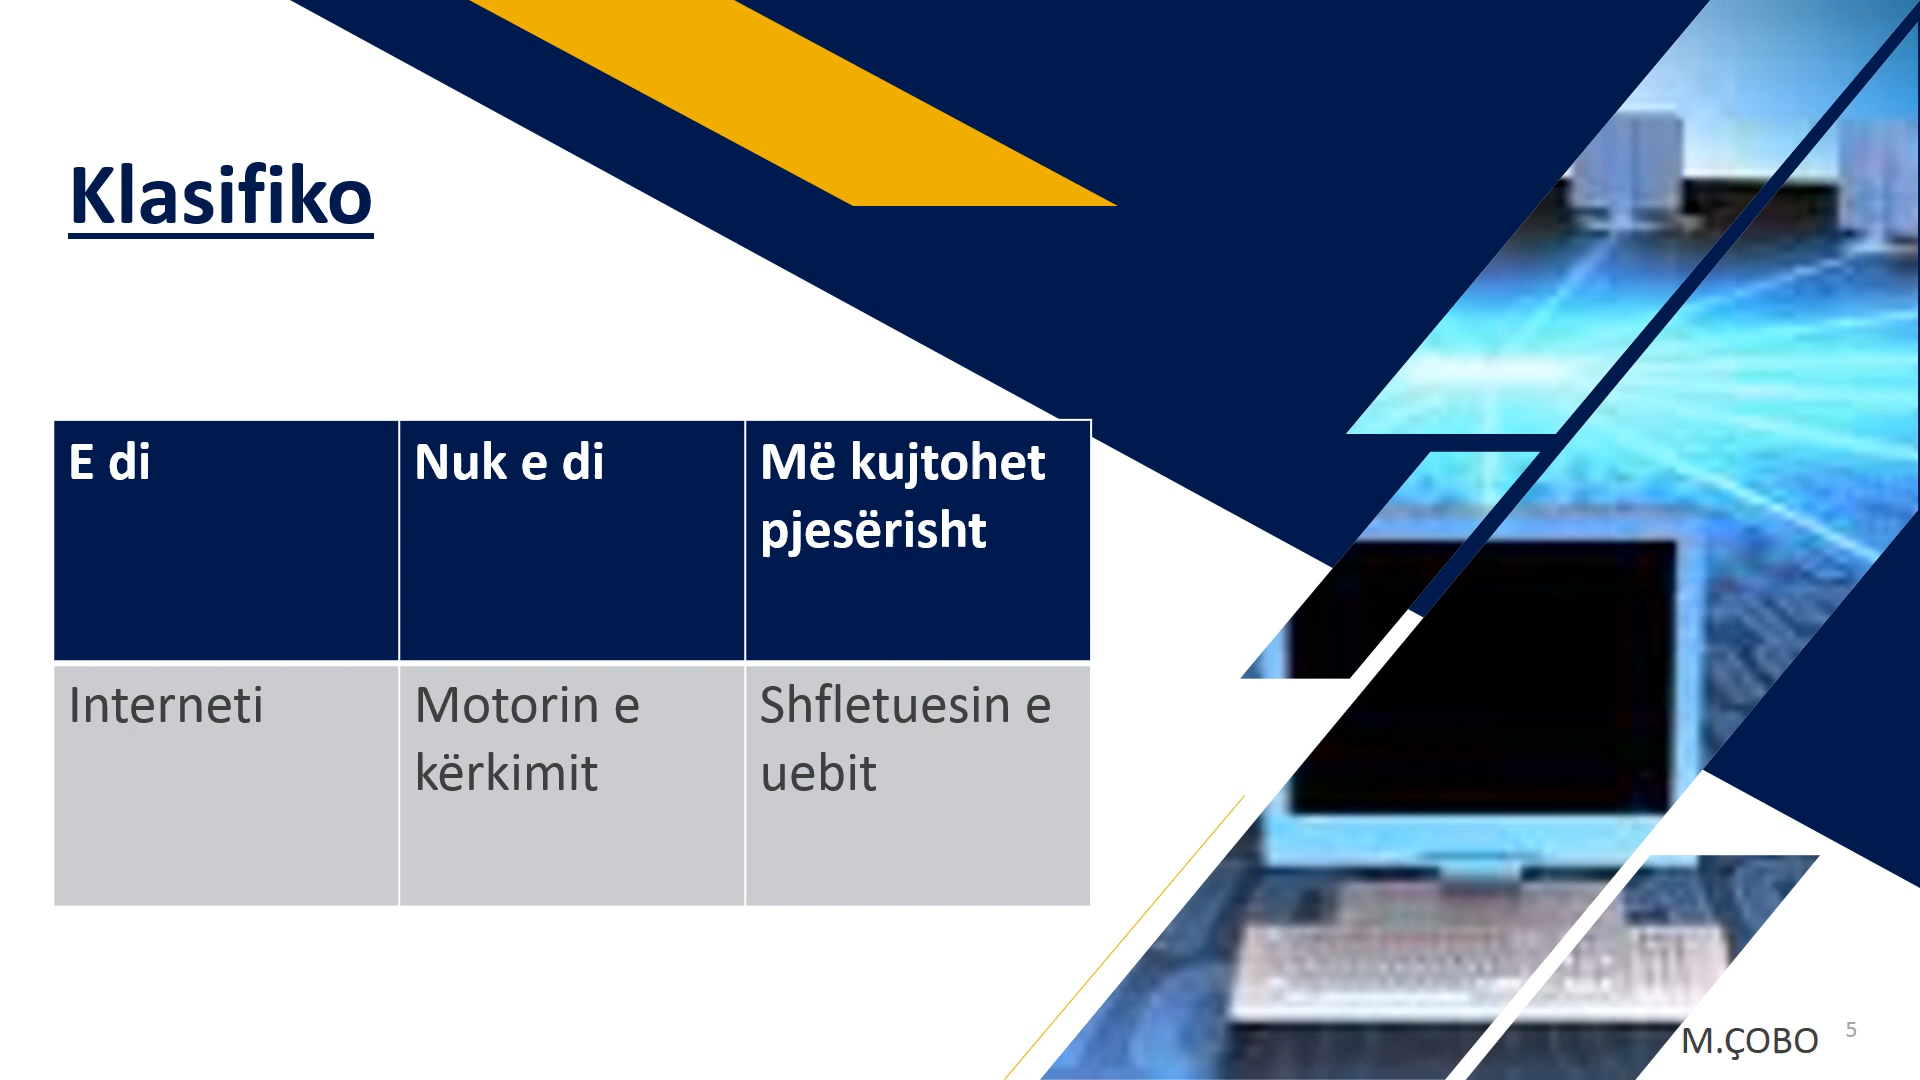 Klasifiko
E di
Nuk e di
Më kujtohet
pjesërisht
Interneti
Motorin e
kërkimit
Shfletuesin e
uebit
M.ÇOBO
5